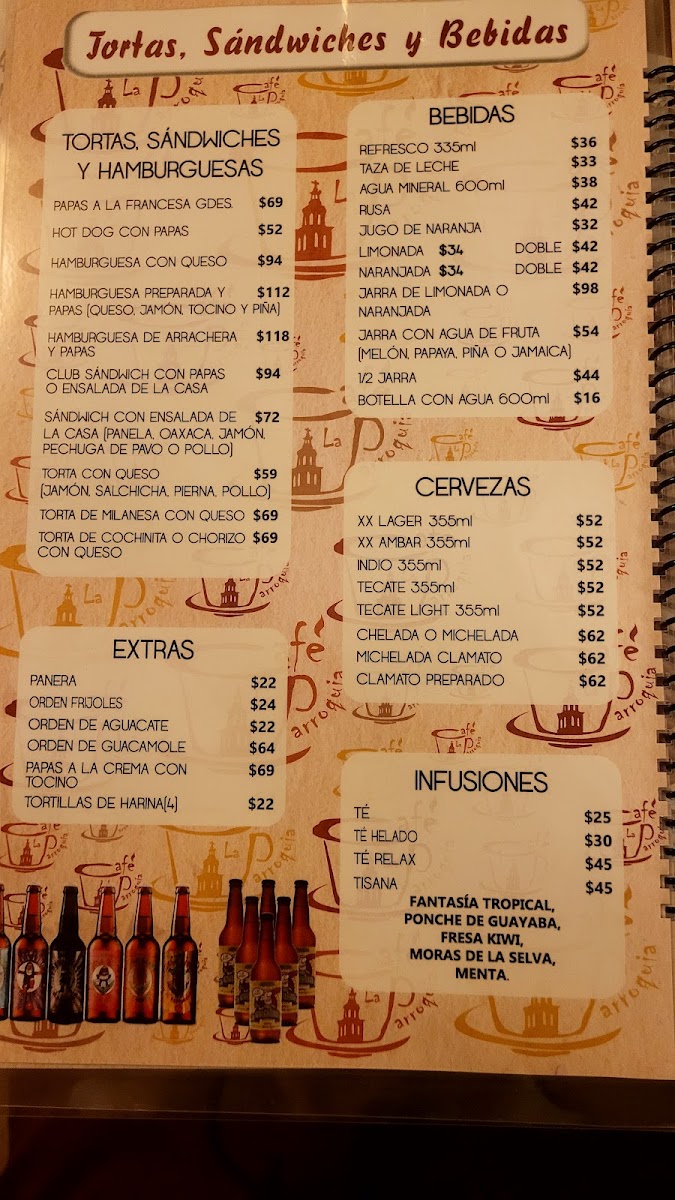 Tortas, Sándwiches y Bebidas
TORTAS, SÁNDWICHES
Y HAMBURGUESAS
PAPAS A LA FRANCESA GDES. $69
HOT DOG CON PAPAS $52
HAMBURGUESA CON QUESO $94
HAMBURGUESA PREPARADA Y $112
PAPAS (QUESO, JAMÓN, TOCINO Y PIÑA)
HAMBURGUESA DE ARRACHERA $118
Y PAPAS
CLUB SÁNDWICH CON PAPAS $94
O ENSALADA DE LA CASA
SÁNDWICH CON ENSALADA DE $72
LA CASA (PANELA, OAXACA, JAMÓN,
PECHUGA DE PAVO O POLLO)
TORTA CON QUESO $59
(JAMÓN, SALCHICHA, PIERNA, POLLO)
TORTA DE MILANESA CON QUESO $69
TORTA DE COCHINITA O CHORIZO $69
CON QUESO
EXTRAS
PANERA $22
ORDEN FRIJOLES $24
ORDEN DE AGUACATE $22
ORDEN DE GUACAMOLE $64
PAPAS A LA CREMA CON $69
TOCINO
TORTILLAS DE HARINA(4) $22
BEBIDAS
REFRESCO 335ml $36
TAZA DE LECHE $33
AGUA MINERAL 600ml $38
RUSA $42
JUGO DE NARANJA $32
LIMONADA $34 DOBLE $42
NARANJADA $34 DOBLE $42
JARRA DE LIMONADA O $98
NARANJADA
JARRA CON AGUA DE FRUTA $54
(MELÓN, PAPAYA, PIÑA O JAMAICA)
1/2 JARRA $44
BOTELLA CON AGUA 600ml $16
CERVEZAS
XX LAGER 355ml $52
XX AMBAR 355ml $52
INDIO 355ml $52
TECATE 355ml $52
TECATE LIGHT 355ml $52
CHELADA O MICHELADA $62
MICHELADA CLAMATO $62
CLAMATO PREPARADO $62
INFUSIONES
TÉ $25
TÉ HELADO $30
TÉ RELAX $45
TISANA $45
FANTASÍA TROPICAL,
PONCHE DE GUAYABA,
FRESA KIWI,
MORAS DE LA SELVA,
MENTA.
Café
La Parroquia